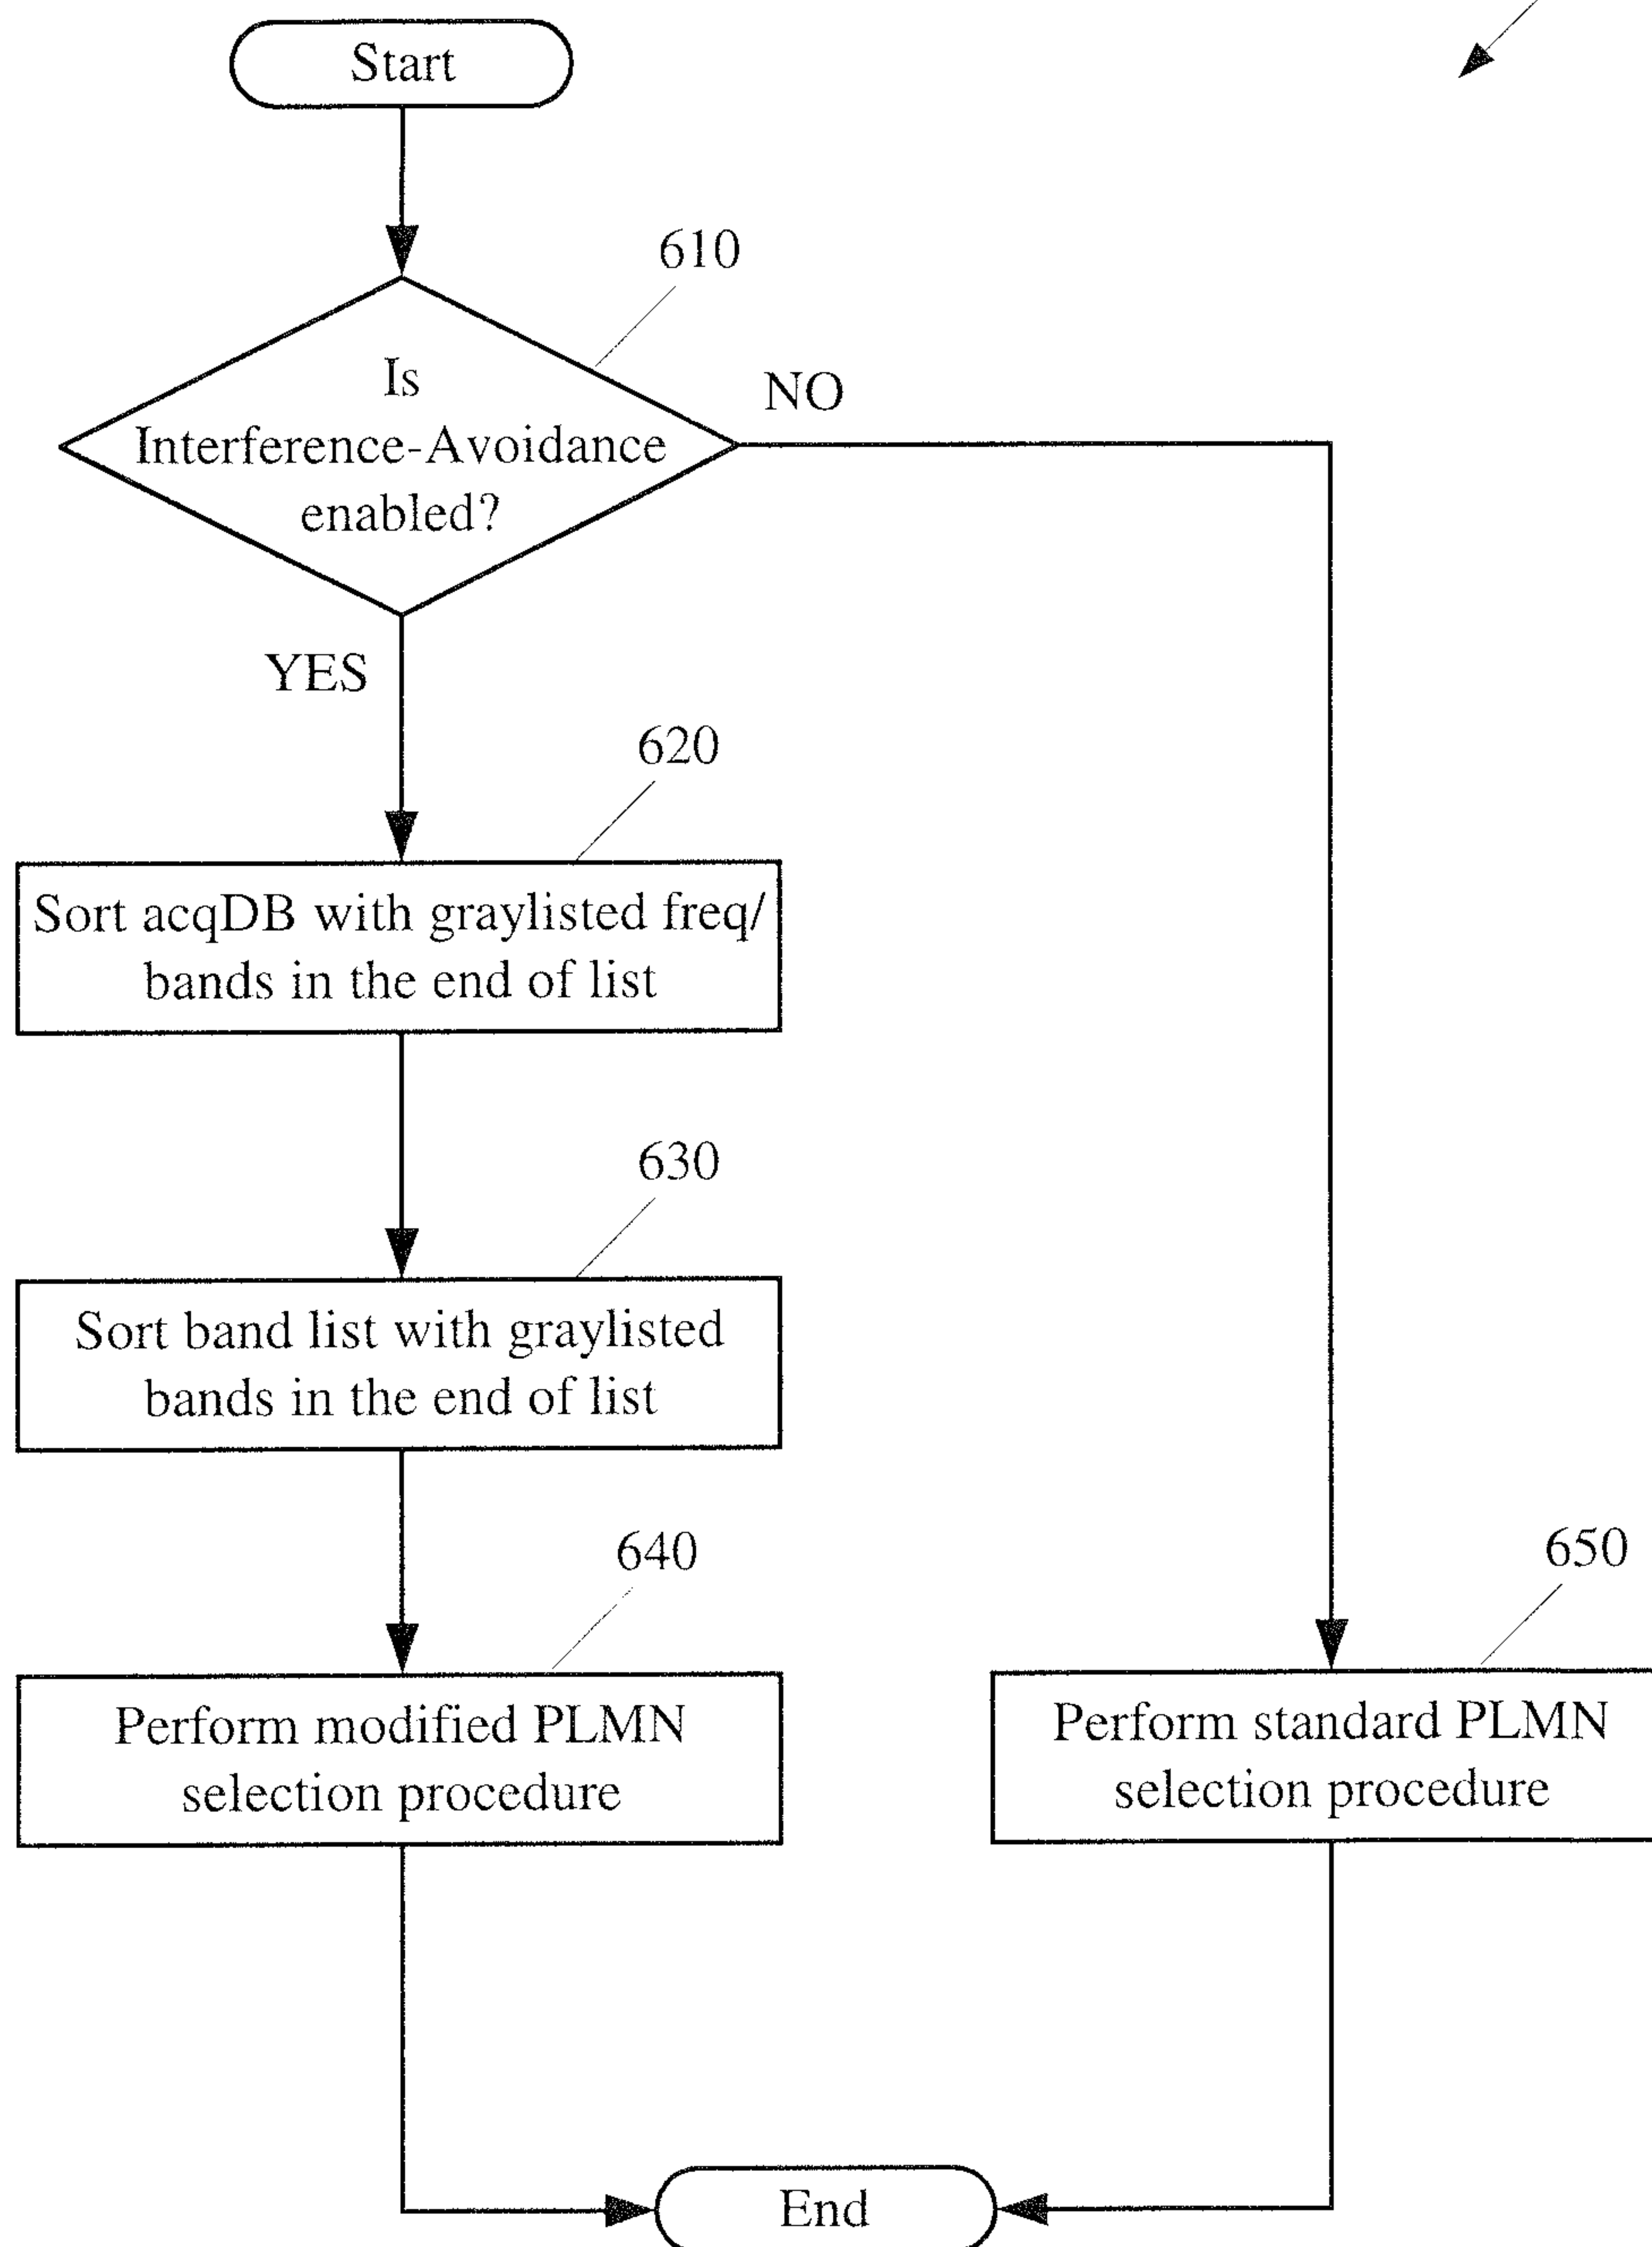 Start
610
Is
Interference-Avoidance
enabled?
NO
YES
620
Sort acqDB with graylisted freq/
bands in the end of list
630
Sort band list with graylisted
bands in the end of list
640
Perform modified PLMN
selection procedure
650
Perform standard PLMN
selection procedure
End